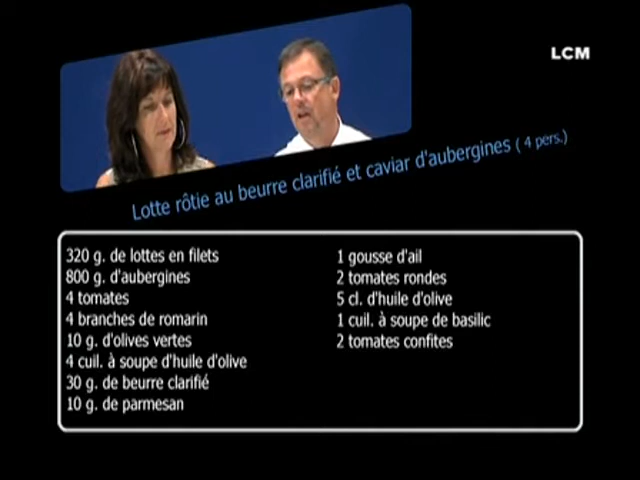 LCM
Lotte rôtie au beurre clarifié et caviar d'aubergines ( 4 pers.)
320 g. de lottes en filets
800 g. d'aubergines
4 tomates
4 branches de romarin
10 g. d'olives vertes
4 cuil. à soupe d'huile d'olive
30 g. de beurre clarifié
10 g. de parmesan
1 gousse d'ail
2 tomates rondes
5 cl. d'huile d'olive
1 cuil. à soupe de basilic
2 tomates confites